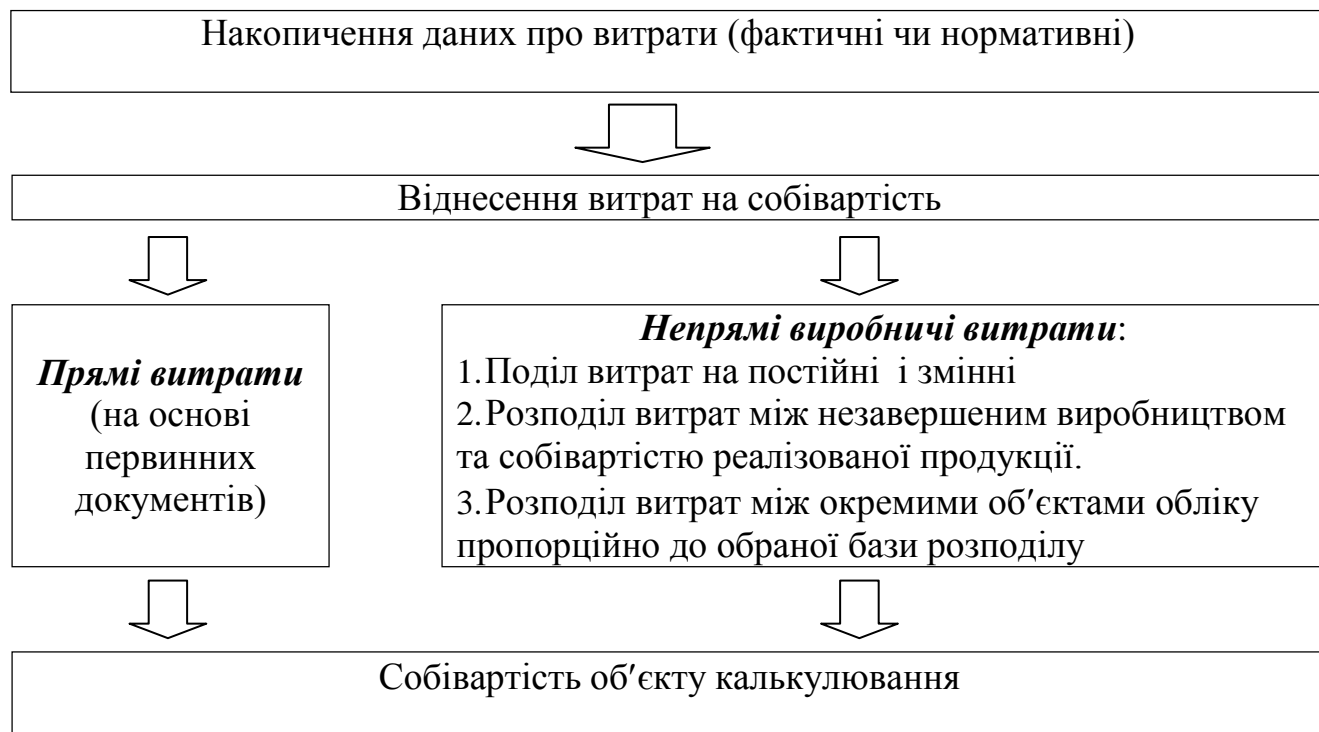 Накопичення даних про витрати (фактичні чи нормативні)
Віднесення витрат на собівартість
Прямі витрати
(на основі
первинних
документів)
Непрямі виробничі витрати:
1.Поділ витрат на постійні і змінні
2.Розподіл витрат між незавершеним виробництвом
та собівартістю реалізованої продукції.
3.Розподіл витрат між окремими об′єктами обліку
пропорційно до обраної бази розподілу
Собівартість об′єкту калькулювання